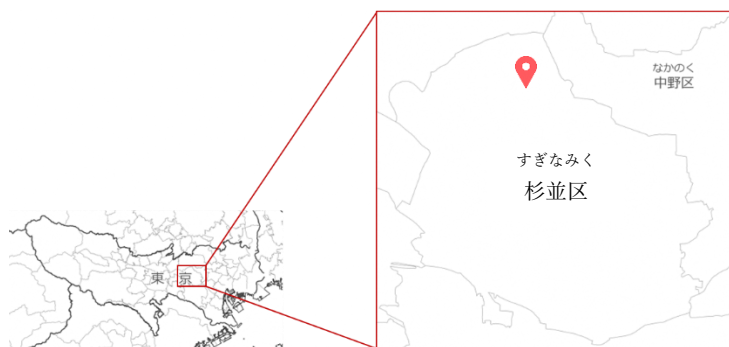 なかのく
中野区
すぎなみく
杉並区
東京